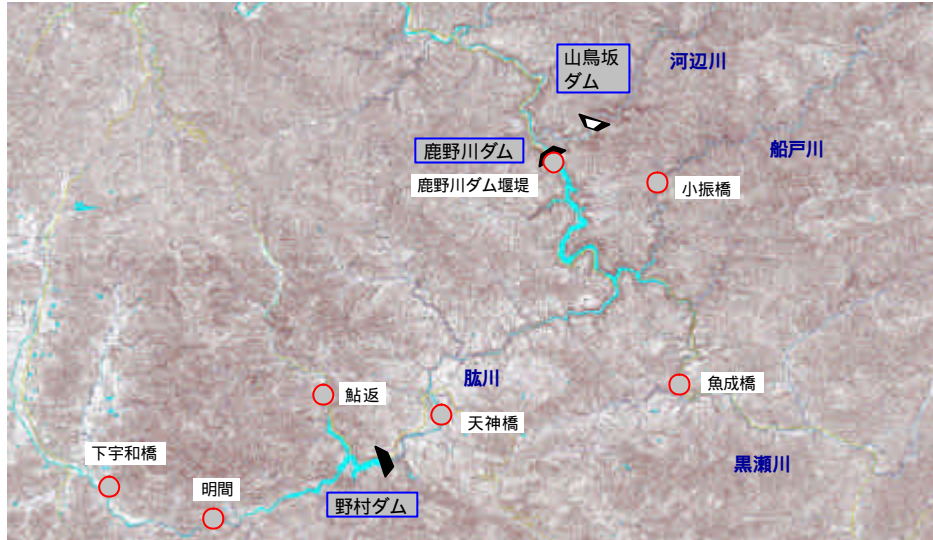 山鳥坂
ダム
河辺川
鹿野川ダム
船戸川
鹿野川ダム堰堤
小振橋
肱川
鮎返
魚成橋
天神橋
下宇和橋
黒瀬川
明間
野村ダム